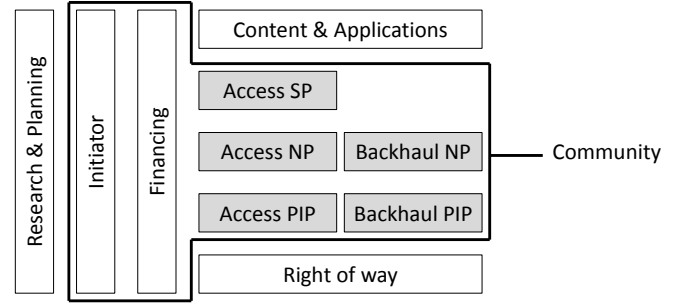 Research & Planning
Initiator
Financing
Content & Applications
Access SP
Access NP
Backhaul NP
Access PIP
Backhaul PIP
Right of way
Community